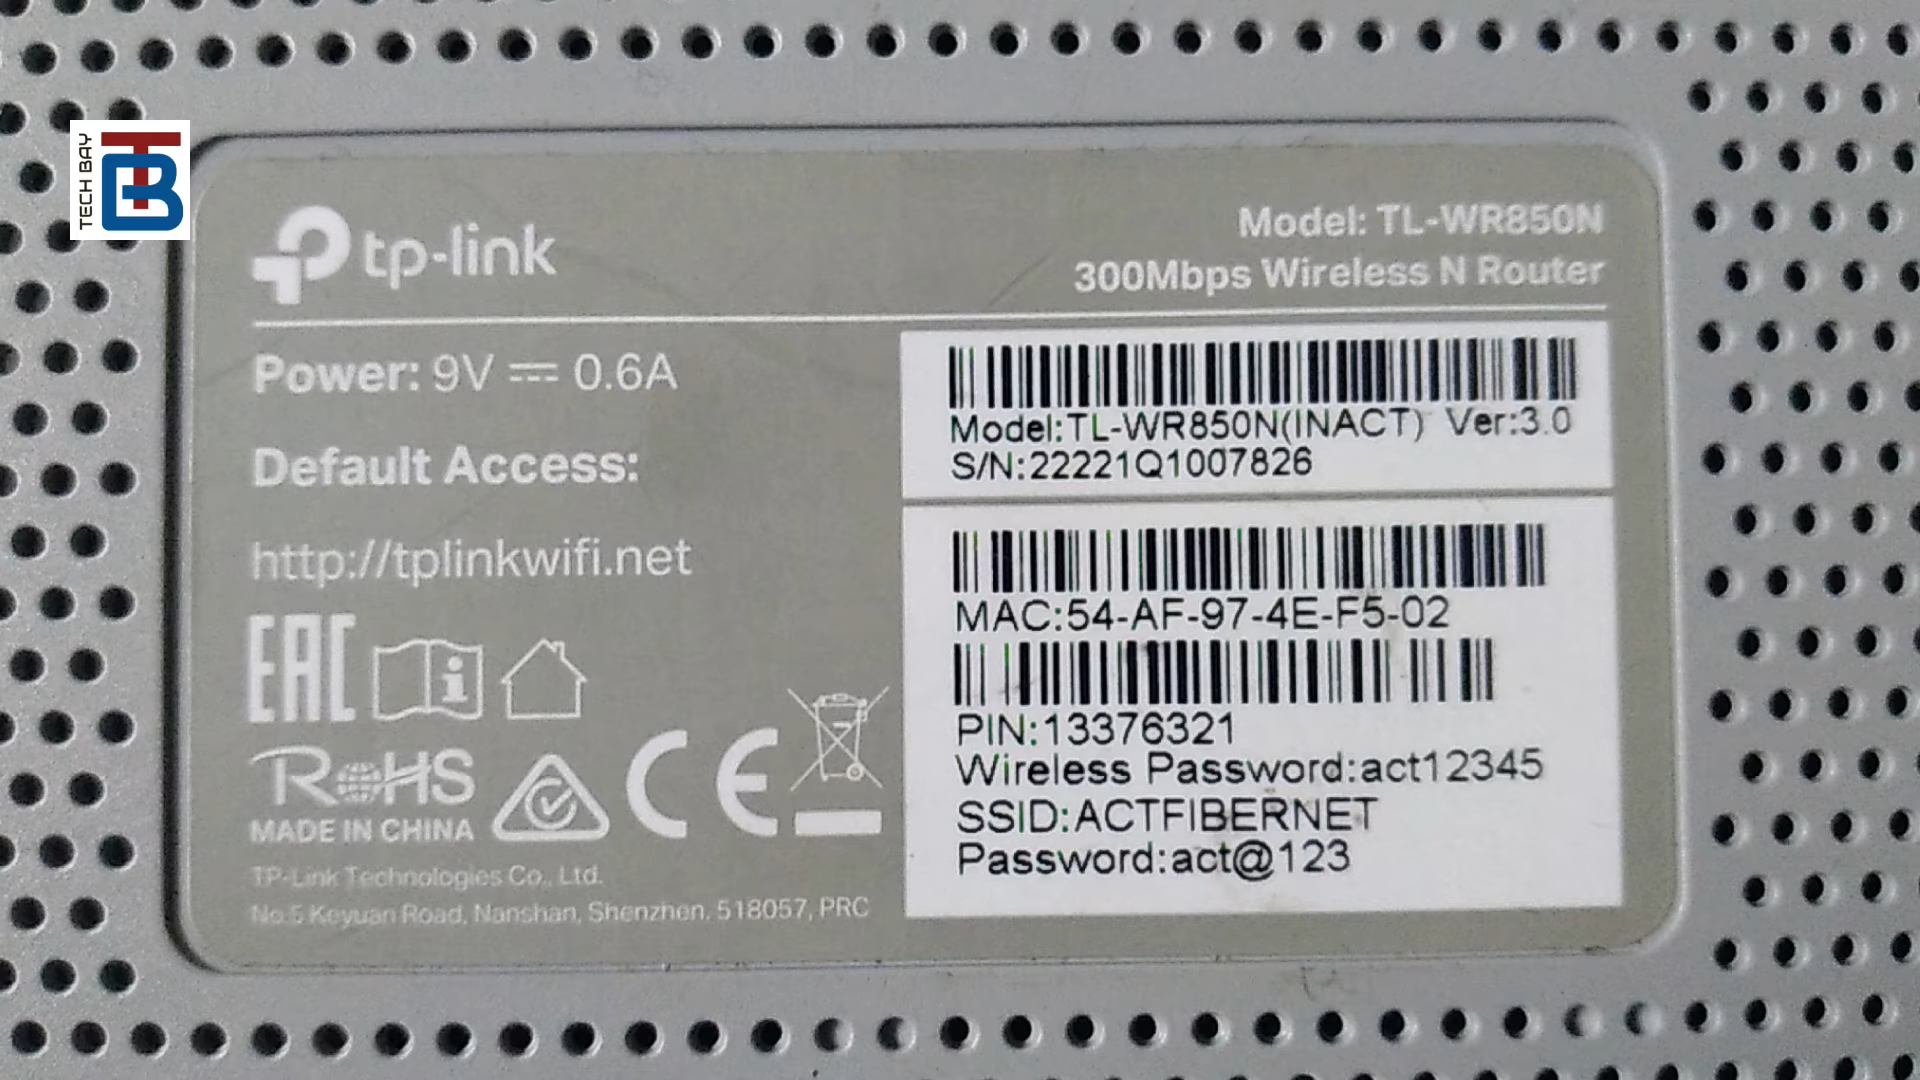 TECH BAY
TB
tp-link
Model: TL-WR850N
300Mbps Wireless N Router
Power: 9V ⎓ 0.6A
Default Access:
http://tplinkwifi.net
EAC
RoHS
MADE IN CHINA
CE
TP-Link Technologies Co., Ltd.
No.5 Keyuan Road, Nanshan, Shenzhen, 518057, PRC
Model:TL-WR850N(INACT) Ver:3.0
S/N:22221Q1007826
MAC:54-AF-97-4E-F5-02
PIN:13376321
Wireless Password:act12345
SSID:ACTFIBERNET
Password:act@123